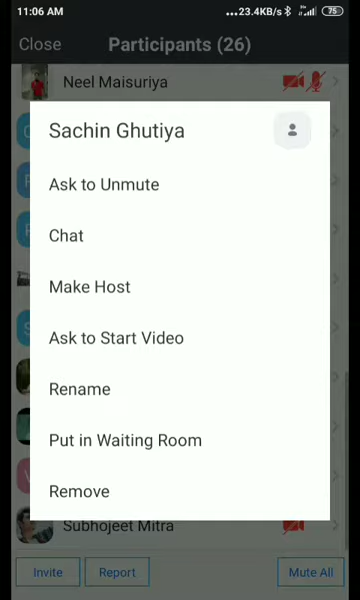 11:06 AM
...23.4KB/s
75
Close
Participants (26)
Neel Maisuriya
Sachin Ghutiya
Ask to Unmute
Chat
Make Host
Ask to Start Video
Rename
Put in Waiting Room
Remove
Subhojeet Mitra
Invite
Report
Mute All